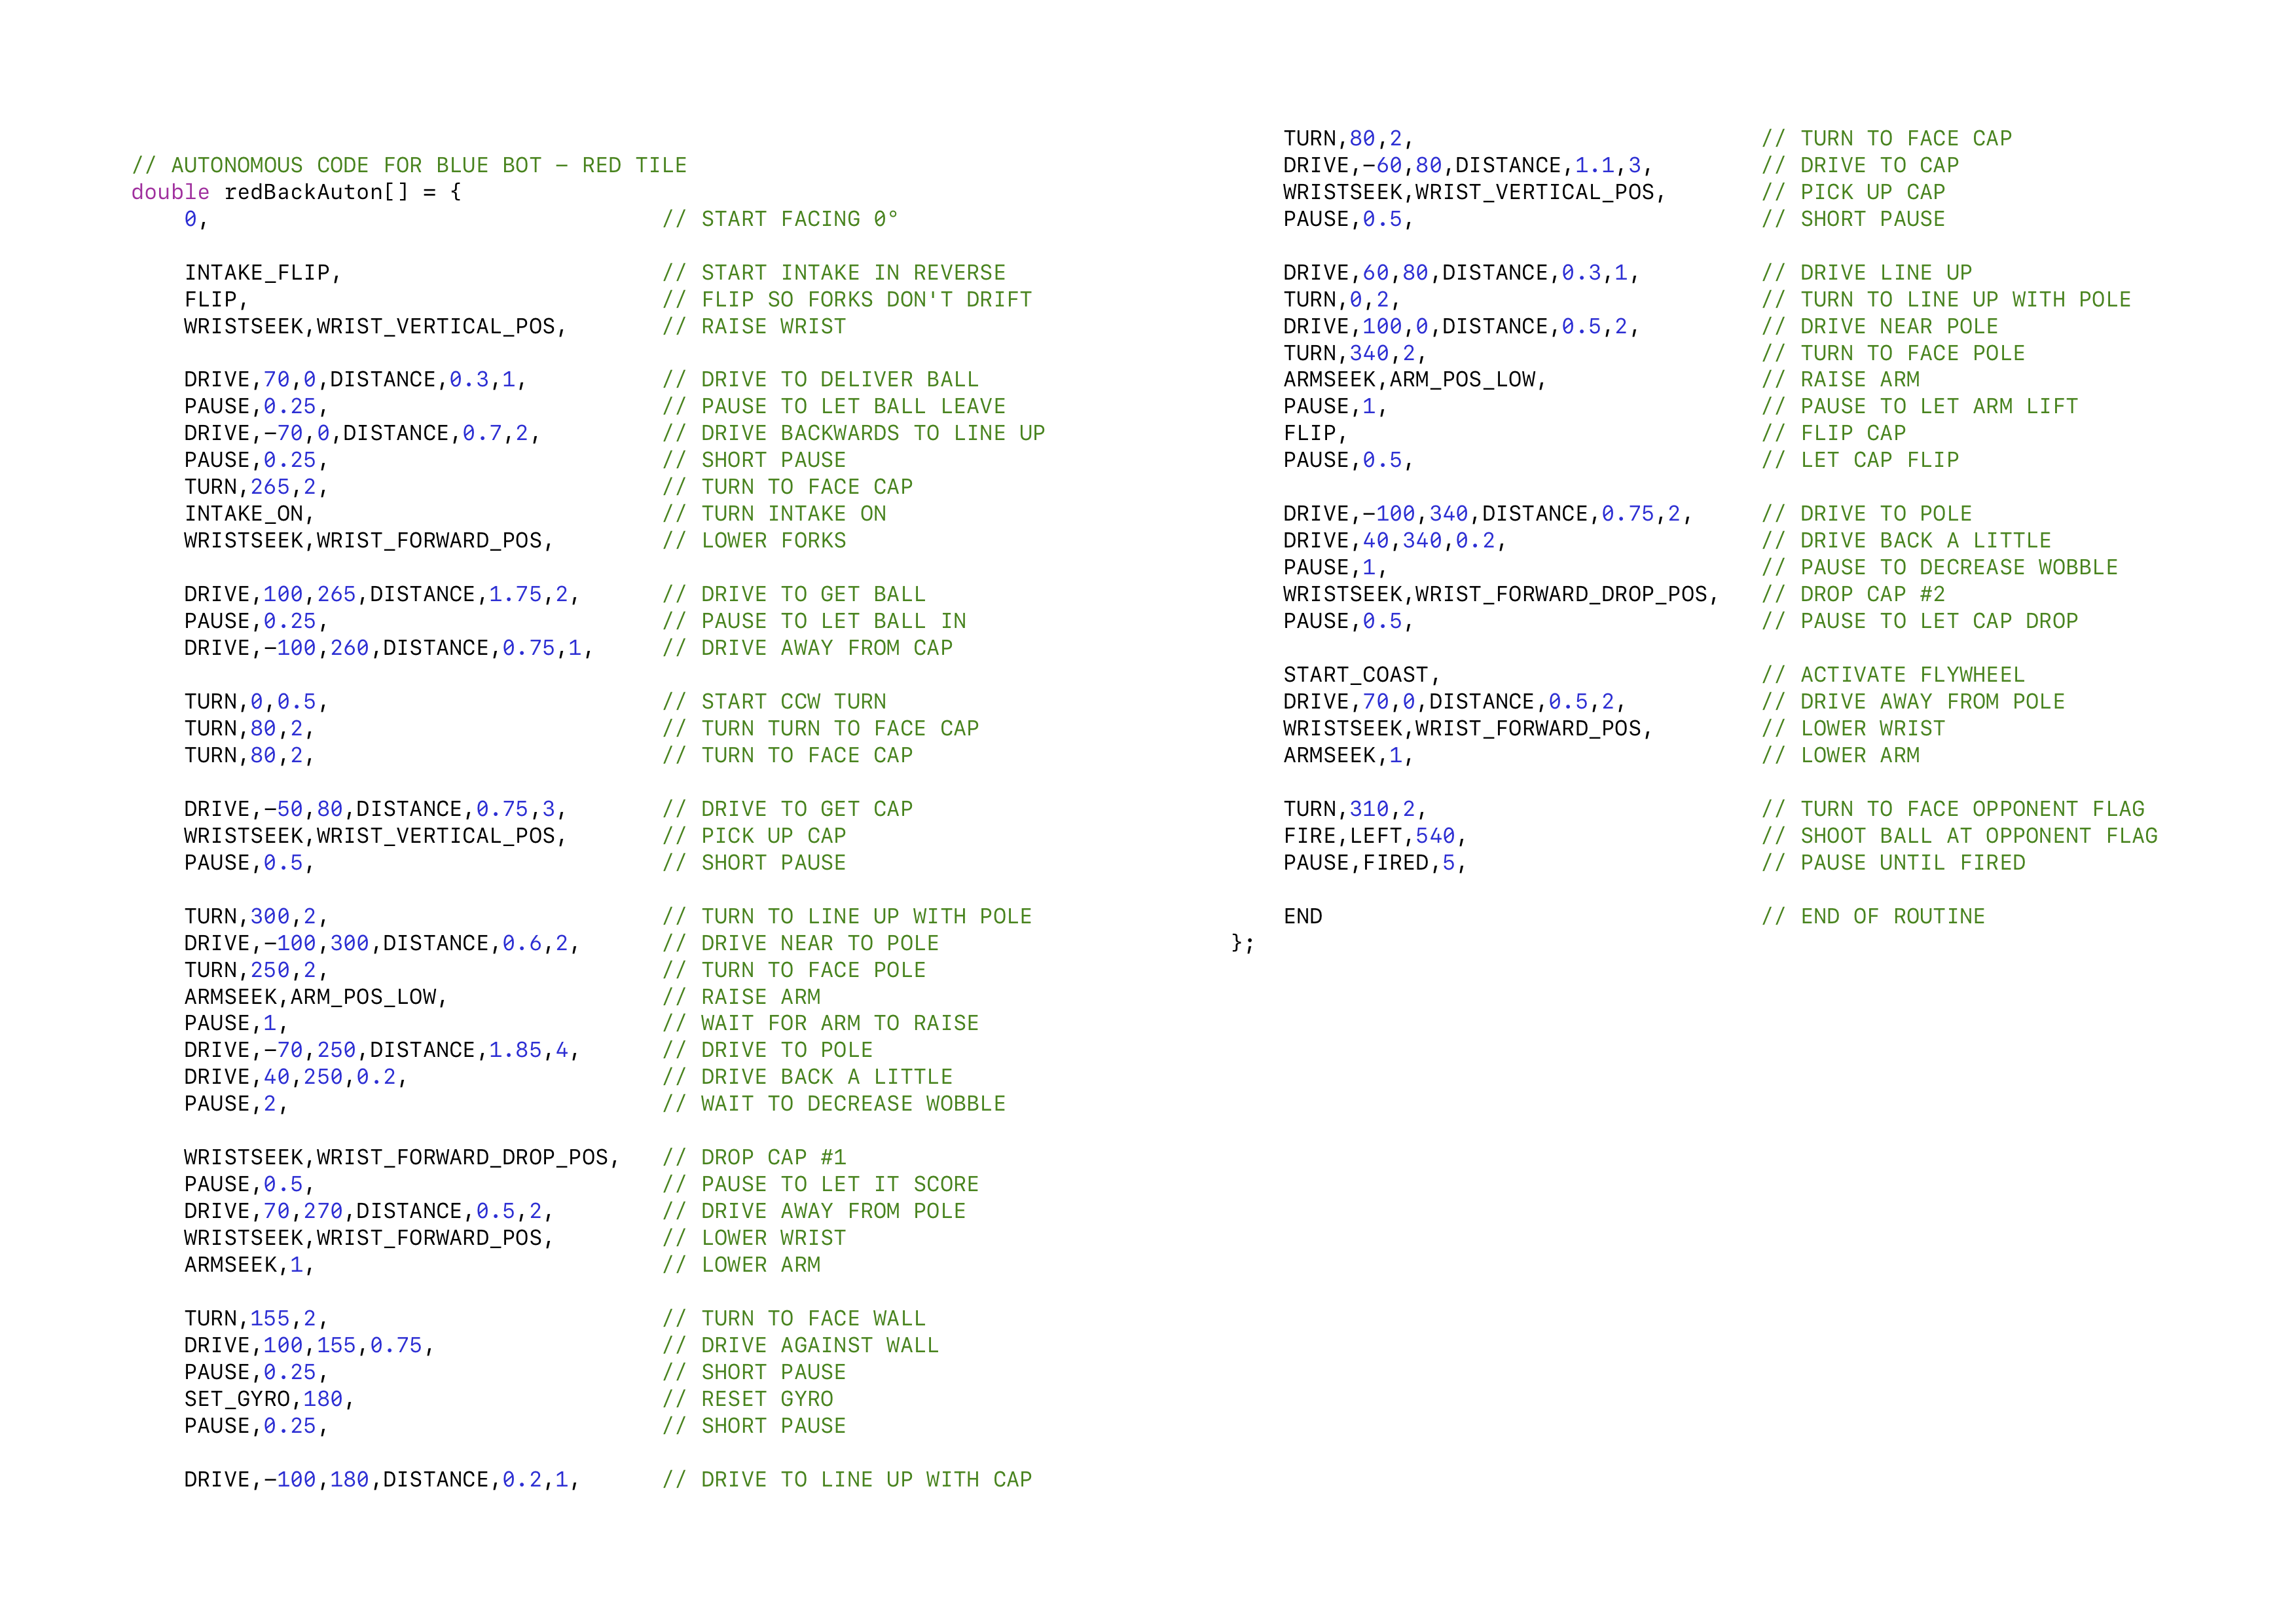 // AUTONOMOUS CODE FOR BLUE BOT – RED TILE
double redBackAuton[] = {
    0,                                  // START FACING 0°

    INTAKE_FLIP,                        // START INTAKE IN REVERSE
    FLIP,                               // FLIP SO FORKS DON'T DRIFT
    WRISTSEEK,WRIST_VERTICAL_POS,       // RAISE WRIST

    DRIVE,70,0,DISTANCE,0.3,1,          // DRIVE TO DELIVER BALL
    PAUSE,0.25,                         // PAUSE TO LET BALL LEAVE
    DRIVE,–70,0,DISTANCE,0.7,2,         // DRIVE BACKWARDS TO LINE UP
    PAUSE,0.25,                         // SHORT PAUSE
    TURN,265,2,                         // TURN TO FACE CAP
    INTAKE_ON,                          // TURN INTAKE ON
    WRISTSEEK,WRIST_FORWARD_POS,        // LOWER FORKS

    DRIVE,100,265,DISTANCE,1.75,2,      // DRIVE TO GET BALL
    PAUSE,0.25,                         // PAUSE TO LET BALL IN
    DRIVE,–100,260,DISTANCE,0.75,1,     // DRIVE AWAY FROM CAP

    TURN,0,0.5,                         // START CCW TURN
    TURN,80,2,                          // TURN TURN TO FACE CAP
    TURN,80,2,                          // TURN TO FACE CAP

    DRIVE,–50,80,DISTANCE,0.75,3,       // DRIVE TO GET CAP
    WRISTSEEK,WRIST_VERTICAL_POS,       // PICK UP CAP
    PAUSE,0.5,                          // SHORT PAUSE

    TURN,300,2,                         // TURN TO LINE UP WITH POLE
    DRIVE,–100,300,DISTANCE,0.6,2,      // DRIVE NEAR TO POLE
    TURN,250,2,                         // TURN TO FACE POLE
    ARMSEEK,ARM_POS_LOW,                // RAISE ARM
    PAUSE,1,                            // WAIT FOR ARM TO RAISE
    DRIVE,–70,250,DISTANCE,1.85,4,      // DRIVE TO POLE
    DRIVE,40,250,0.2,                   // DRIVE BACK A LITTLE
    PAUSE,2,                            // WAIT TO DECREASE WOBBLE

    WRISTSEEK,WRIST_FORWARD_DROP_POS,   // DROP CAP #1
    PAUSE,0.5,                          // PAUSE TO LET IT SCORE
    DRIVE,70,270,DISTANCE,0.5,2,        // DRIVE AWAY FROM POLE
    WRISTSEEK,WRIST_FORWARD_POS,        // LOWER WRIST
    ARMSEEK,1,                          // LOWER ARM

    TURN,155,2,                         // TURN TO FACE WALL
    DRIVE,100,155,0.75,                 // DRIVE AGAINST WALL
    PAUSE,0.25,                         // SHORT PAUSE
    SET_GYRO,180,                       // RESET GYRO
    PAUSE,0.25,                         // SHORT PAUSE

    DRIVE,–100,180,DISTANCE,0.2,1,      // DRIVE TO LINE UP WITH CAP
    TURN,80,2,                          // TURN TO FACE CAP
    DRIVE,–60,80,DISTANCE,1.1,3,        // DRIVE TO CAP
    WRISTSEEK,WRIST_VERTICAL_POS,       // PICK UP CAP
    PAUSE,0.5,                          // SHORT PAUSE

    DRIVE,60,80,DISTANCE,0.3,1,         // DRIVE LINE UP
    TURN,0,2,                           // TURN TO LINE UP WITH POLE
    DRIVE,100,0,DISTANCE,0.5,2,         // DRIVE NEAR POLE
    TURN,340,2,                         // TURN TO FACE POLE
    ARMSEEK,ARM_POS_LOW,                // RAISE ARM
    PAUSE,1,                            // PAUSE TO LET ARM LIFT
    FLIP,                               // FLIP CAP
    PAUSE,0.5,                          // LET CAP FLIP

    DRIVE,–100,340,DISTANCE,0.75,2,     // DRIVE TO POLE
    DRIVE,40,340,0.2,                   // DRIVE BACK A LITTLE
    PAUSE,1,                            // PAUSE TO DECREASE WOBBLE
    WRISTSEEK,WRIST_FORWARD_DROP_POS,   // DROP CAP #2
    PAUSE,0.5,                          // PAUSE TO LET CAP DROP

    START_COAST,                        // ACTIVATE FLYWHEEL
    DRIVE,70,0,DISTANCE,0.5,2,          // DRIVE AWAY FROM POLE
    WRISTSEEK,WRIST_FORWARD_POS,        // LOWER WRIST
    ARMSEEK,1,                          // LOWER ARM

    TURN,310,2,                         // TURN TO FACE OPPONENT FLAG
    FIRE,LEFT,540,                      // SHOOT BALL AT OPPONENT FLAG
    PAUSE,FIRED,5,                      // PAUSE UNTIL FIRED

    END                                 // END OF ROUTINE
};